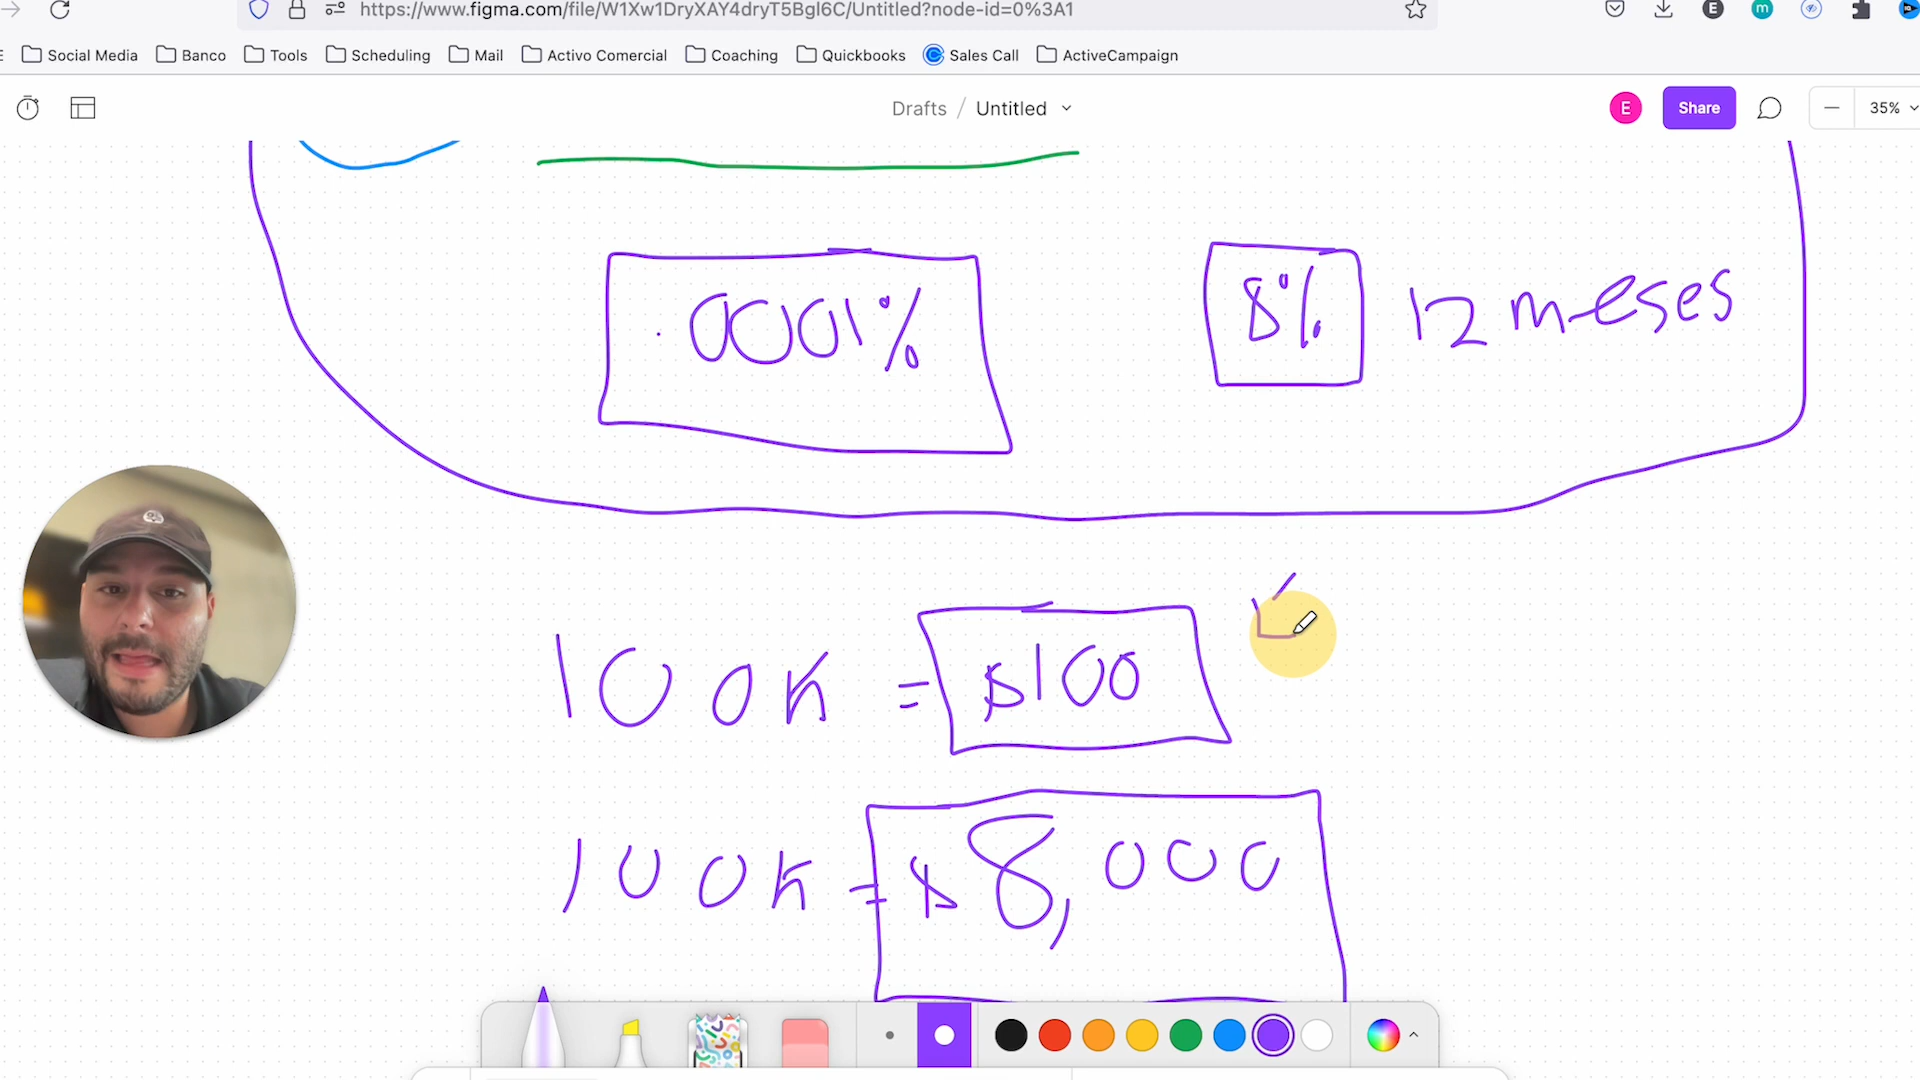 https://www.figma.com/file/W1Xw1DryXAY4dryT5Bgl6C/Untitled?node-id=0%3A1
E
m
Social Media Banco Tools Scheduling Mail Activo Comercial Coaching Quickbooks Sales Call ActiveCampaign
Drafts / Untitled
E
Share
35%
.0001%
8% 12 meses
100K = $100
100K = $8,000